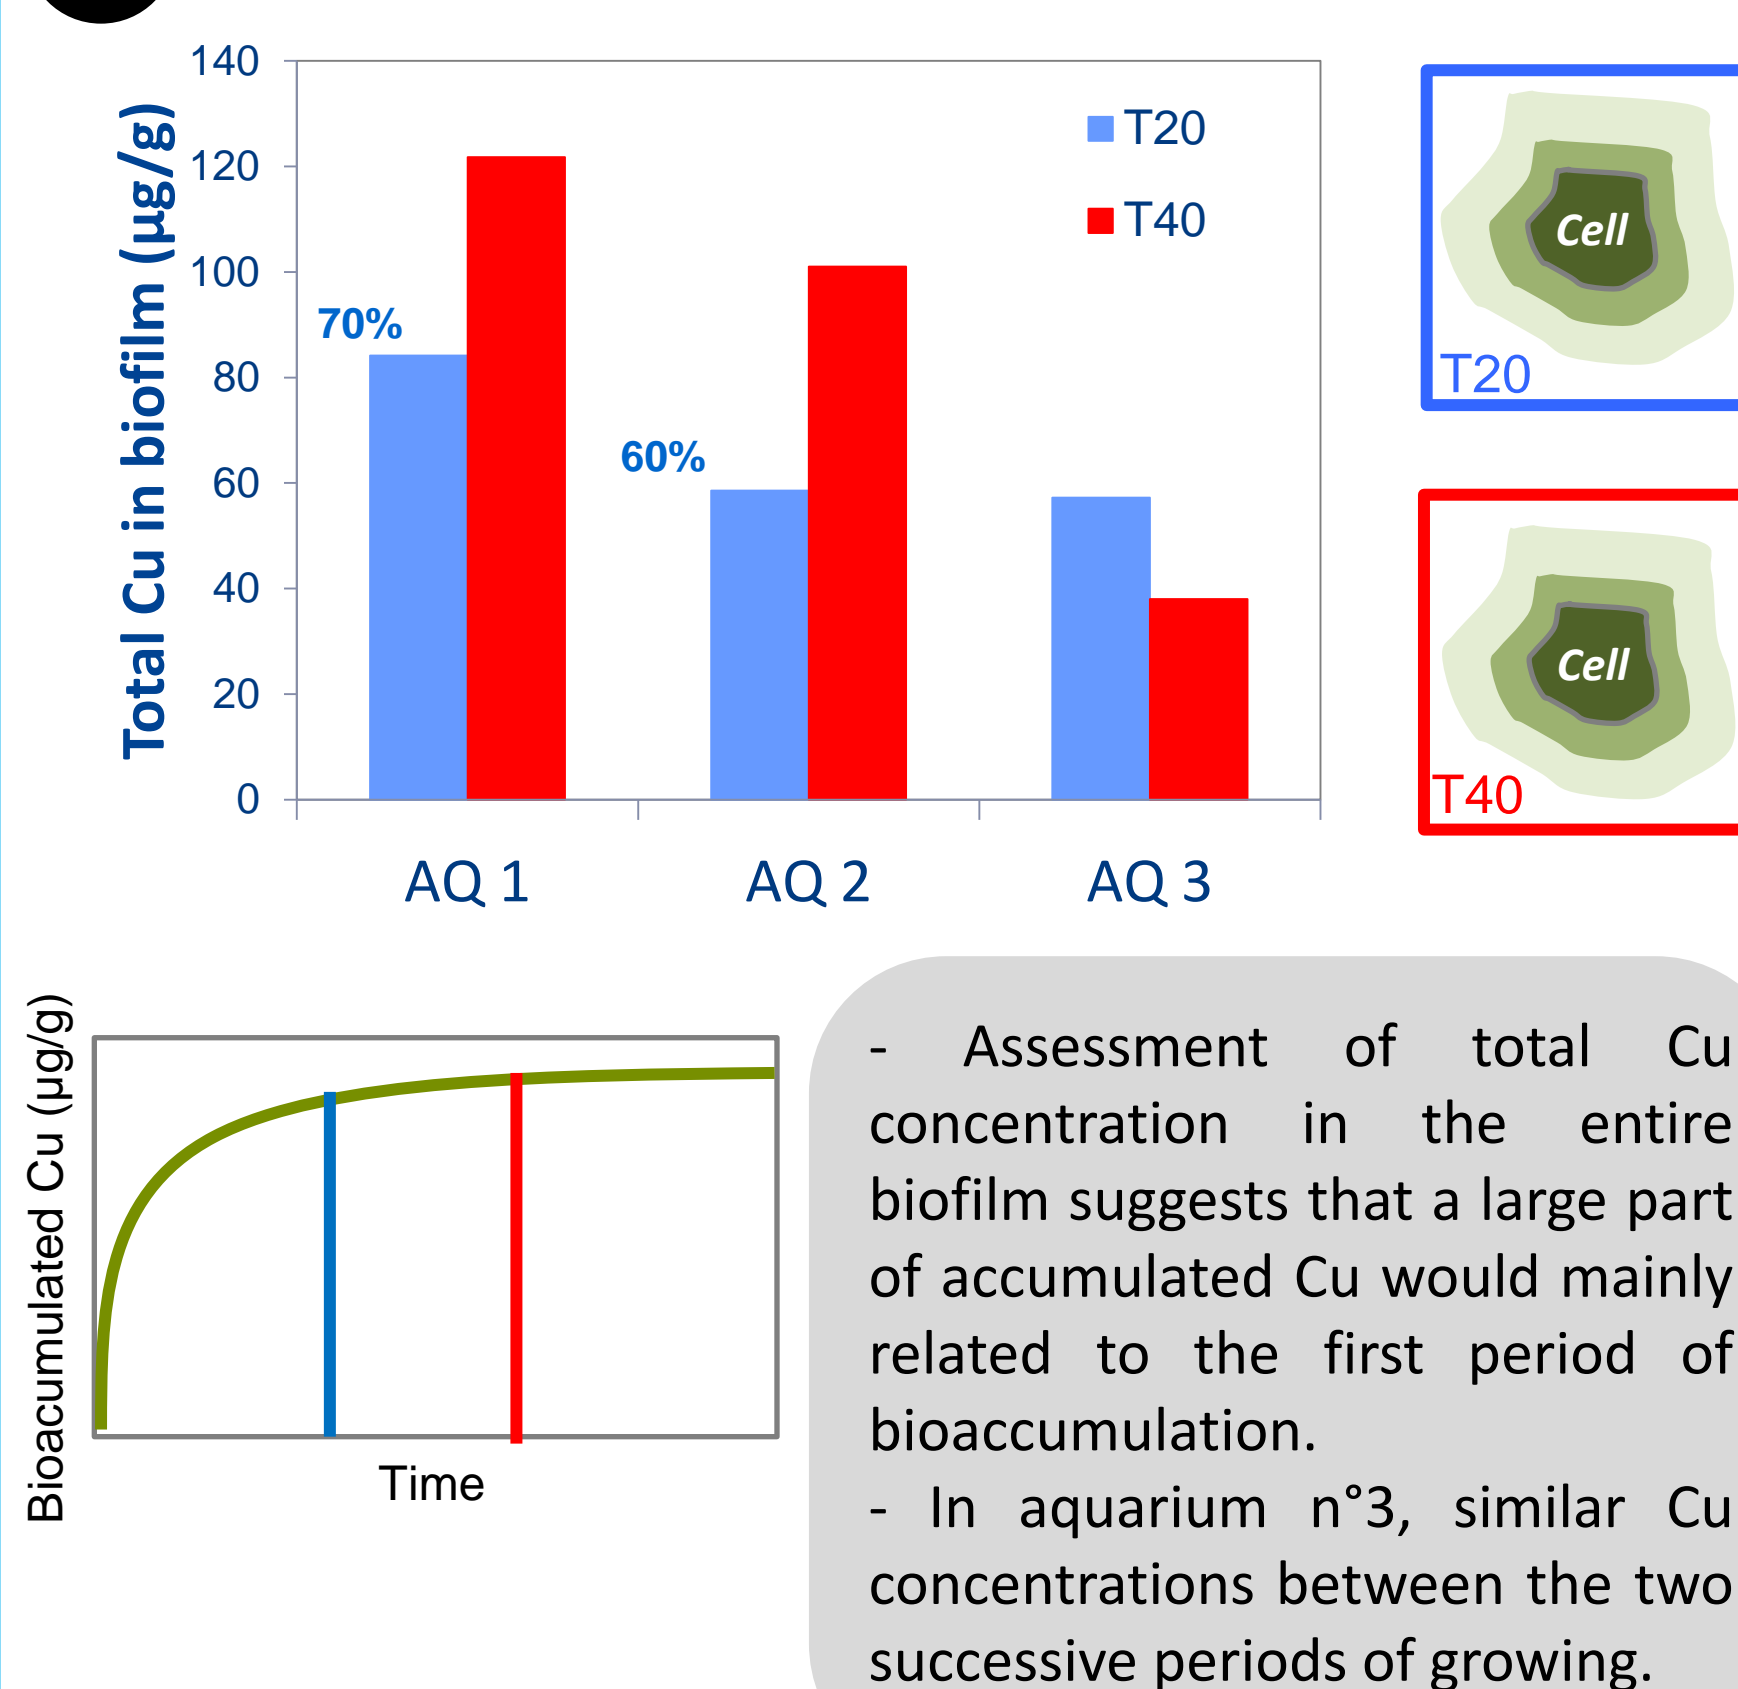 140
120
100
80
60
40
20
0
Total Cu in biofilm (µg/g)
T20
T40
70%
60%
AQ 1
AQ 2
AQ 3
Cell
T20
Cell
T40
Bioacumulated Cu (µg/g)
Time
- Assessment of total Cu
concentration in the entire
biofilm suggests that a large part
of accumulated Cu would mainly
related to the first period of
bioaccumulation.
- In aquarium n°3, similar Cu
concentrations between the two
successive periods of growing.